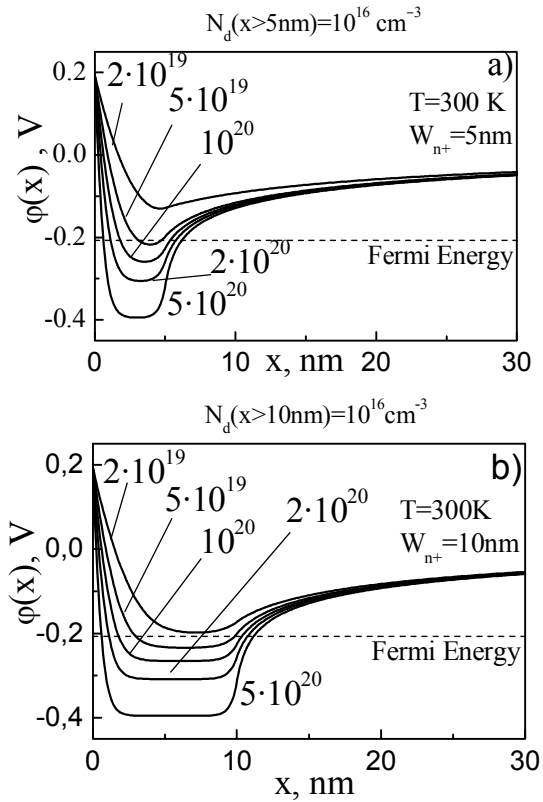 N_d(x>5nm)=10^16 cm^−3
a)
0.2
0.0
-0.2
-0.4
φ(x) , V
2·10^19
5·10^19
10^20
2·10^20
5·10^20
T=300 K
W_n+=5nm
Fermi Energy
0 10 20 30
x, nm
N_d(x>10nm)=10^16cm^-3
b)
0,2
0,0
-0,2
-0,4
φ(x), V
2·10^19
5·10^19
10^20
2·10^20
5·10^20
T=300K
W_n+=10nm
Fermi Energy
0 5 10 15 20 25 30
x, nm